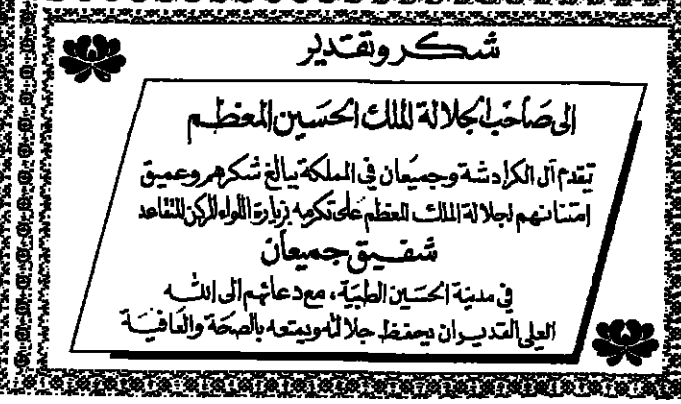 شكر وتقدير
الى صاحب الجلالة الملك الحسين المعظم
تقدم آل الكرادشة وجميعان في المملكة ببالغ شكرهم وعميق
امتنانهم لجلالة الملك المعظم على تكرمه بزيارة اللواء الركن المتقاعد
شفيق جميعان
في مدينة الحسين الطبية، مع دعائهم الى الله
العلي القدير ان يحفظ جلالته ويمتعه بالصحة والعافية